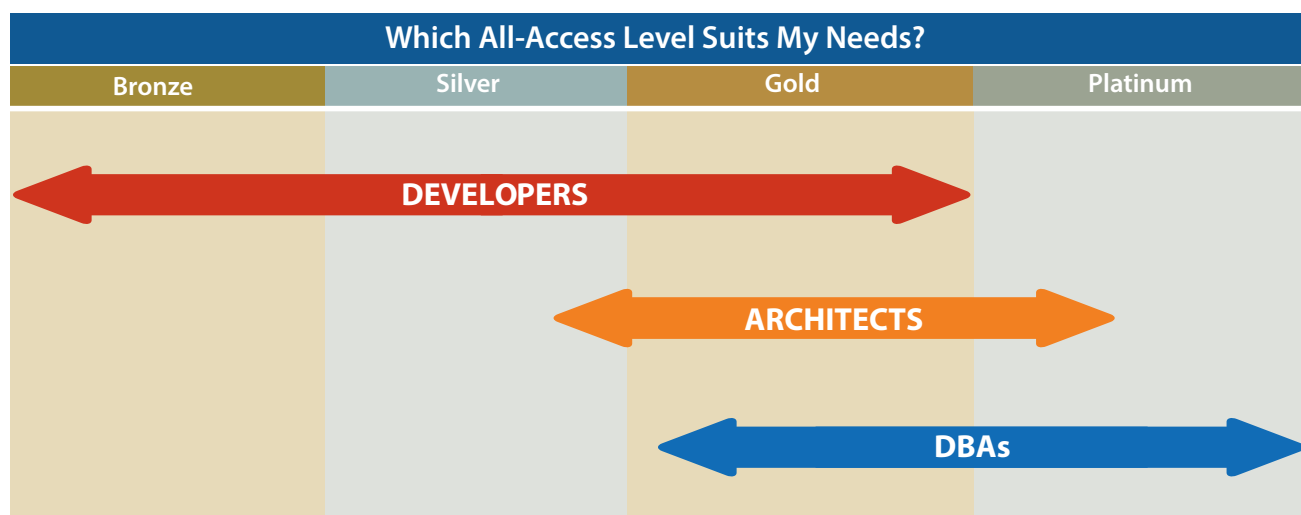 Which All-Access Level Suits My Needs?
Bronze Silver Gold Platinum
DEVELOPERS
ARCHITECTS
DBAs